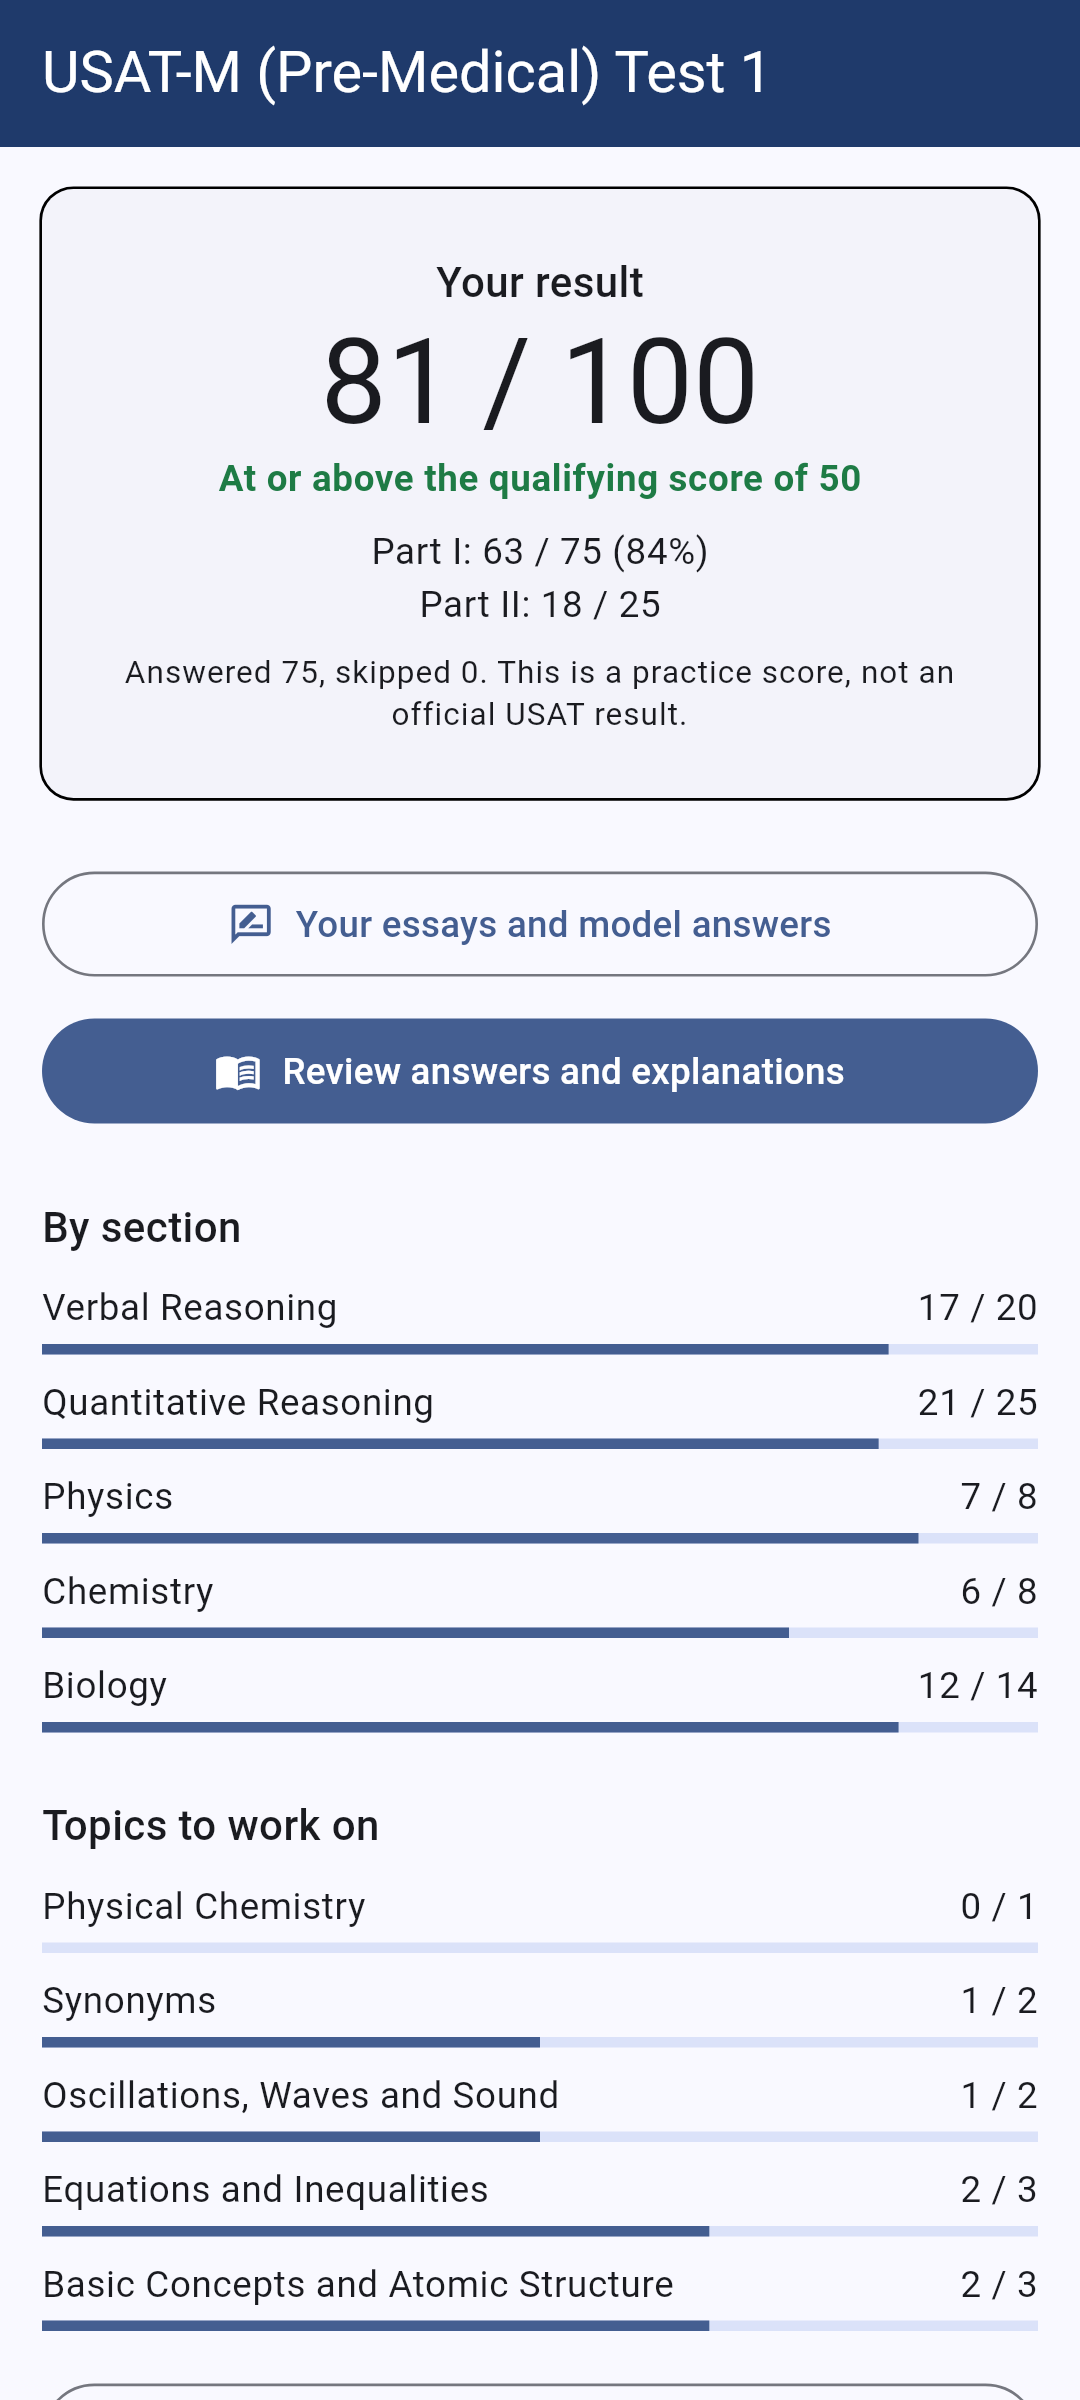 USAT-M (Pre-Medical) Test 1
Your result
81 / 100
At or above the qualifying score of 50
Part I: 63 / 75 (84%)
Part II: 18 / 25
Answered 75, skipped 0. This is a practice score, not an
official USAT result.
Your essays and model answers
Review answers and explanations
By section
Verbal Reasoning 17 / 20
Quantitative Reasoning 21 / 25
Physics 7 / 8
Chemistry 6 / 8
Biology 12 / 14
Topics to work on
Physical Chemistry 0 / 1
Synonyms 1 / 2
Oscillations, Waves and Sound 1 / 2
Equations and Inequalities 2 / 3
Basic Concepts and Atomic Structure 2 / 3